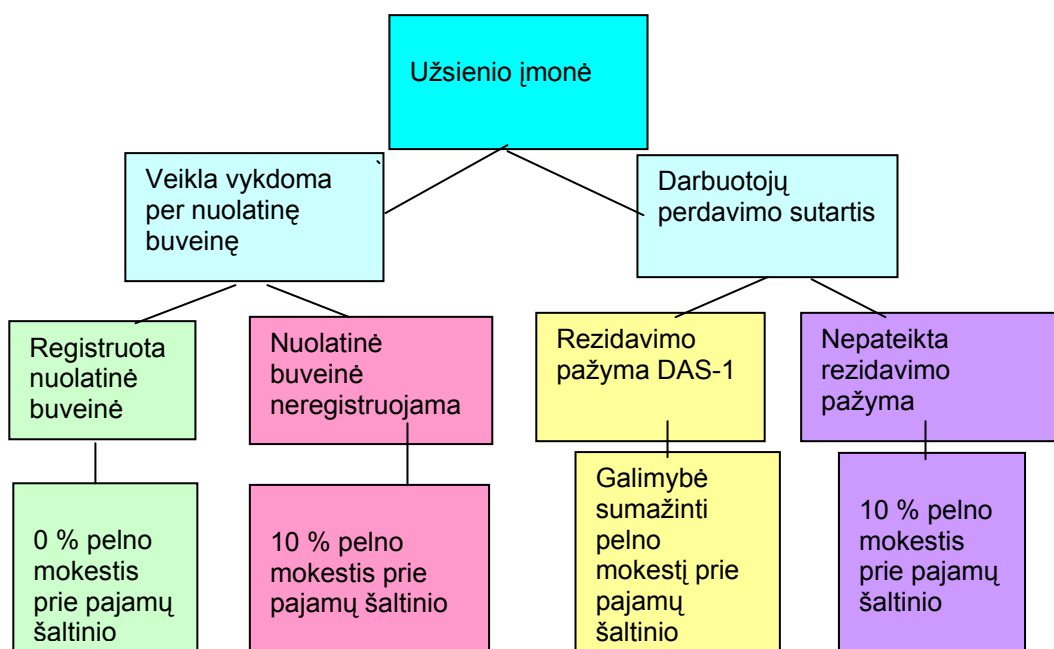 Užsienio įmonė
Veikla vykdoma
per nuolatinę
buveinę
Darbuotojų
perdavimo sutartis
Registruota
nuolatinė
buveinė
Nuolatinė
buveinė
neregistruojama
Rezidavimo
pažyma DAS-1
Nepateikta
rezidavimo
pažyma
0 % pelno
mokestis
prie pajamų
šaltinio
10 % pelno
mokestis prie
pajamų šaltinio
Galimybė
sumažinti
pelno
mokestį prie
pajamų
šaltinio
10 % pelno
mokestis
prie pajamų
šaltinio